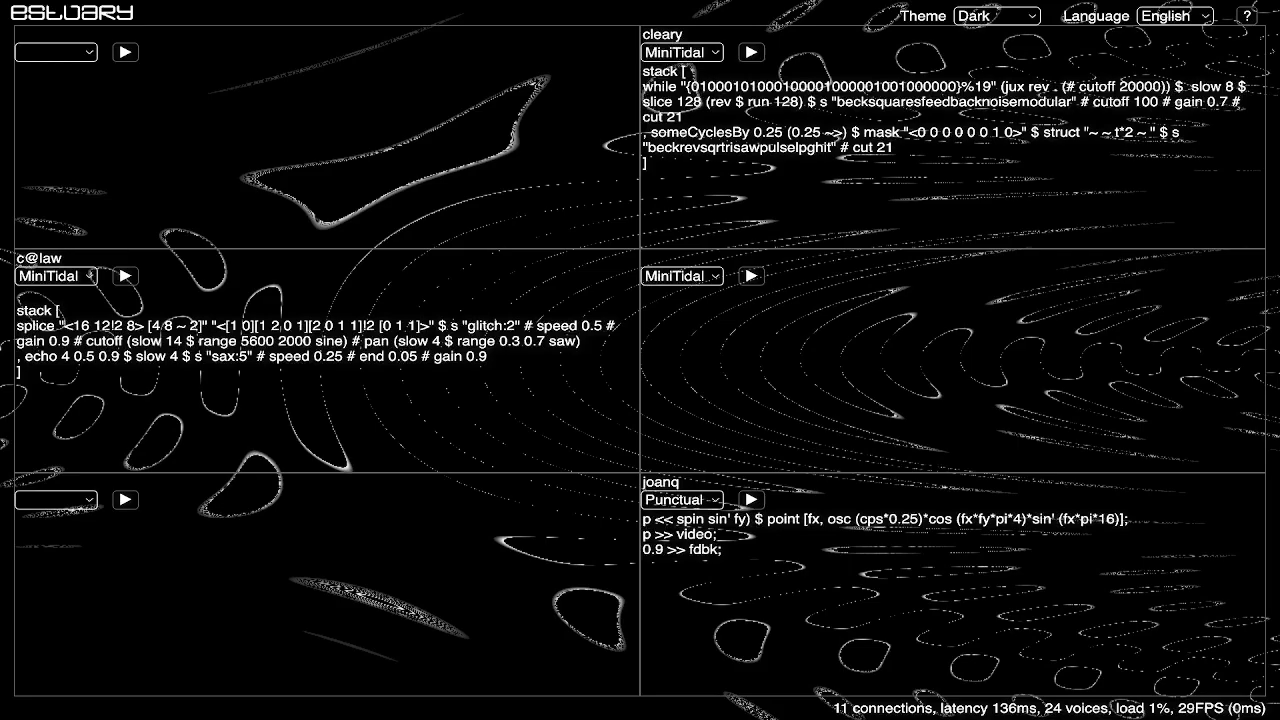 estuary
Theme Dark Language English ?
cleary
MiniTidal
stack [
while "{0100010100010000100000100100000}%19" (jux rev . (# cutoff 20000)) $ slow 8 $
slice 128 (rev $ run 128) $ s "becksquaresfeedbacknoisemodular" # cutoff 100 # gain 0.7 #
cut 21
, someCyclesBy 0.25 (0.25 ~>) $ mask "<0 0 0 0 0 0 1 0>" $ struct "~ ~ t*2 ~ " $ s
"beckrevsqrtrisawpulselpghit" # cut 21
]
c@law
MiniTidal
stack [
splice "<16 12!2 8> [4 8 ~ 2]" "<[1 0][1 2 0 1][2 0 1 1]!2 [0 1 1]>" $ s "glitch:2" # speed 0.5 #
gain 0.9 # cutoff (slow 14 $ range 5600 2000 sine) # pan (slow 4 $ range 0.3 0.7 saw)
, echo 4 0.5 0.9 $ slow 4 $ s "sax:5" # speed 0.25 # end 0.05 # gain 0.9
]
MiniTidal
joanq
Punctual
p << spin sin' fy) $ point [fx, osc (cps*0.25)*cos (fx*fy*pi*4)*sin' (fx*pi*16)];
p >> video;
0.9 >> fdbk;
11 connections, latency 136ms, 24 voices, load 1%, 29FPS (0ms)